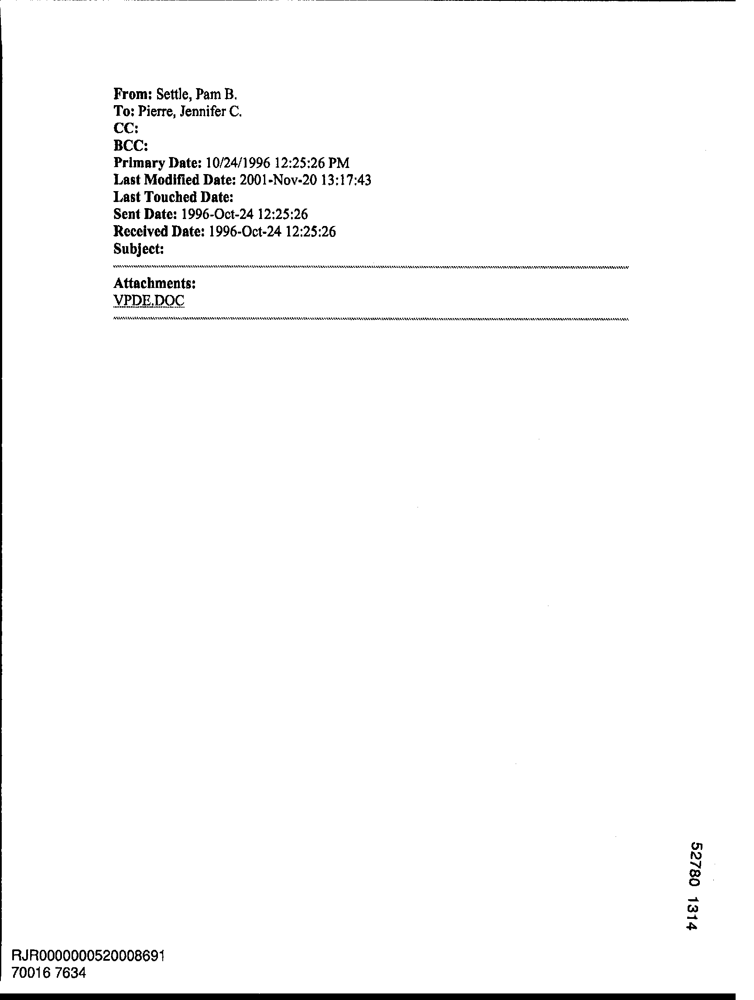 From: Settle, Pam B.
To: Pierre, Jennifer C.
CC:
BCC:
Primary Date: 10/24/1996 12:25:26 PM
Last Modified Date: 2001-Nov-20 13:17:43
Last Touched Date:
Sent Date: 1996-Oct-24 12:25:26
Received Date: 1996-Oct-24 12:25:26
Subject:
Attachments:
VPDE.DOC
52780 1314
RJR0000000520008691
70016 7634